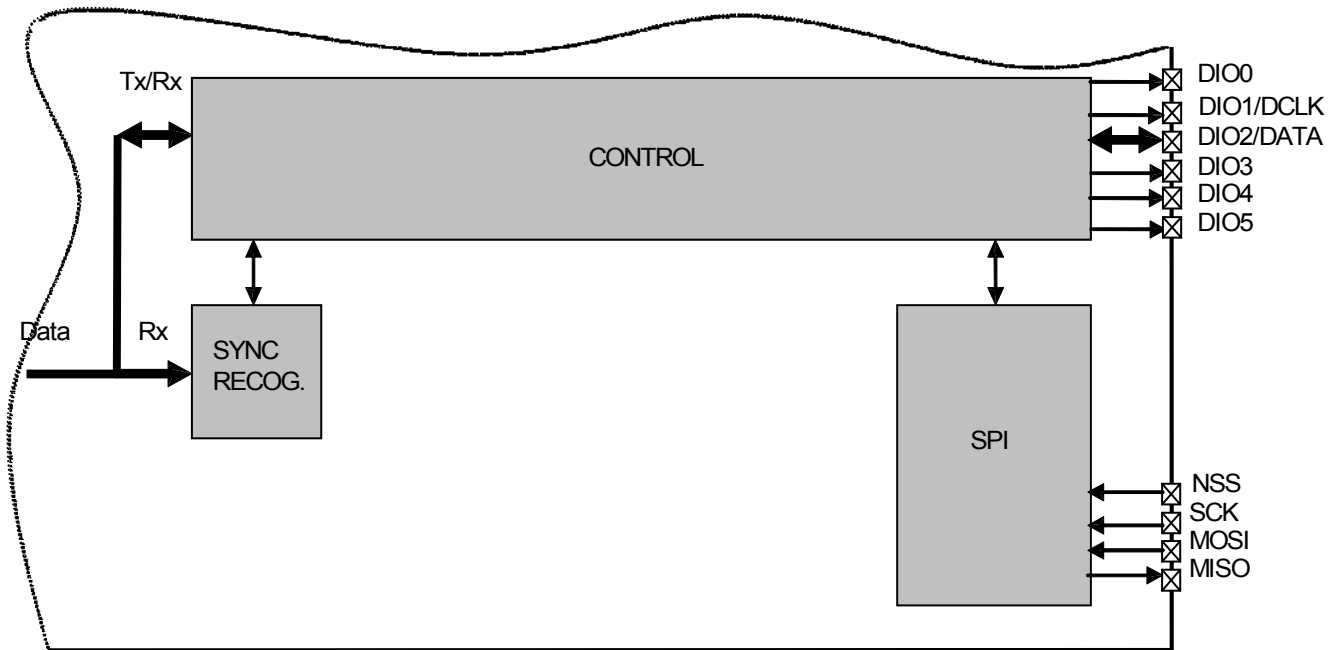 Tx/Rx
CONTROL
DIO0
DIO1/DCLK
DIO2/DATA
DIO3
DIO4
DIO5
Data
Rx
SYNC
RECOG.
SPI
NSS
SCK
MOSI
MISO